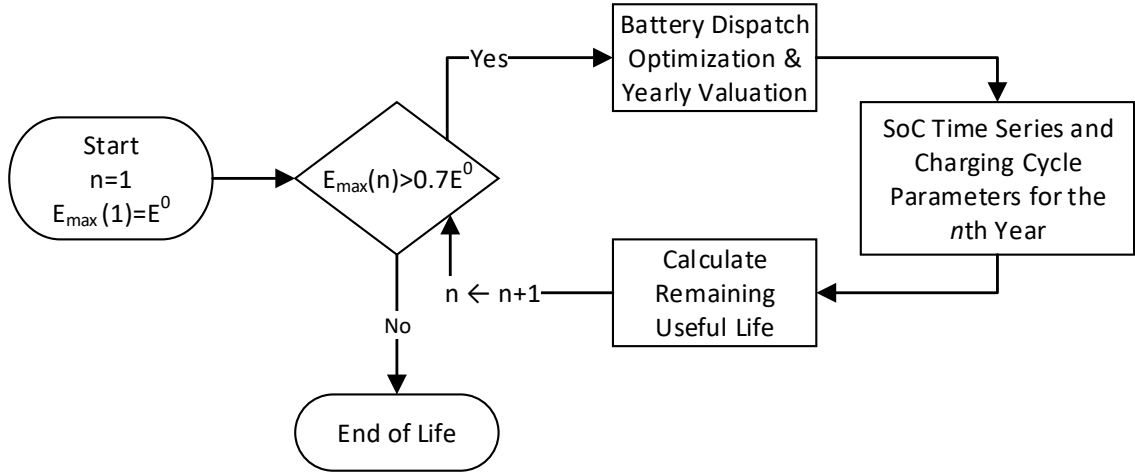 Start
n=1
Eₘₐₓ(1)=E⁰
Eₘₐₓ(n)>0.7E⁰
Yes
Battery Dispatch
Optimization &
Yearly Valuation
SoC Time Series and
Charging Cycle
Parameters for the
nth Year
Calculate
Remaining
Useful Life
n ← n+1
No
End of Life